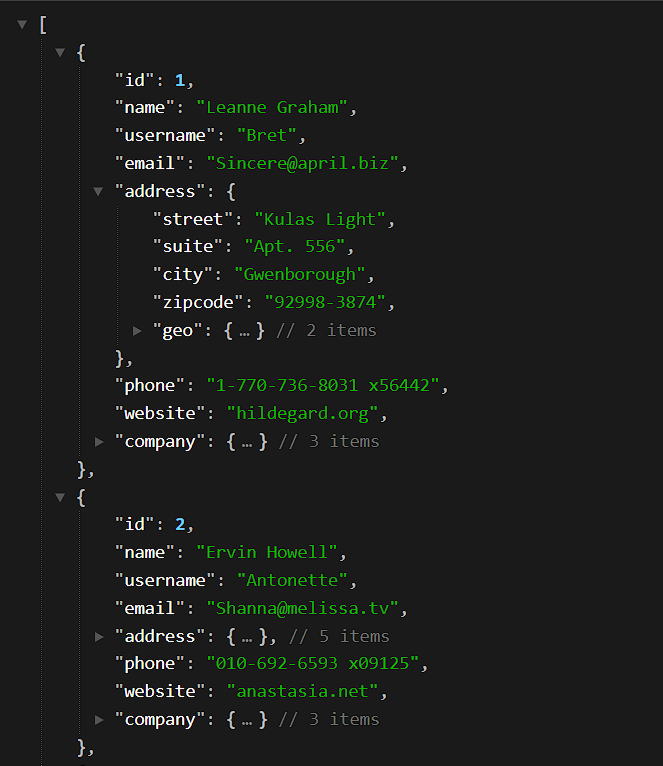 [
{
"id": 1,
"name": "Leanne Graham",
"username": "Bret",
"email": "Sincere@april.biz",
"address": {
"street": "Kulas Light",
"suite": "Apt. 556",
"city": "Gwenborough",
"zipcode": "92998-3874",
"geo": { … } // 2 items
},
"phone": "1-770-736-8031 x56442",
"website": "hildegard.org",
"company": { … } // 3 items
},
{
"id": 2,
"name": "Ervin Howell",
"username": "Antonette",
"email": "Shanna@melissa.tv",
"address": { … }, // 5 items
"phone": "010-692-6593 x09125",
"website": "anastasia.net",
"company": { … } // 3 items
},